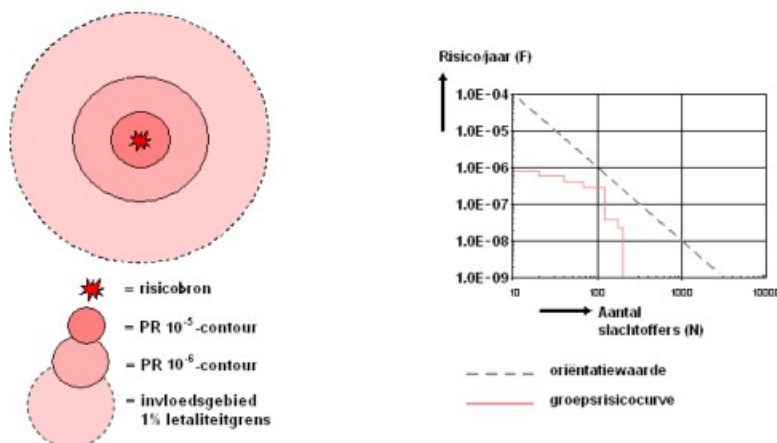 = risicobron
= PR 10⁻⁵-contour
= PR 10⁻⁶-contour
= invloedsgebied
1% letaliteitgrens
Risico/jaar (F)
1.0E-04
1.0E-05
1.0E-06
1.0E-07
1.0E-08
1.0E-09
10 100 1000 10000
Aantal
slachtoffers (N)
oriëntatiewaarde
groepsrisicocurve